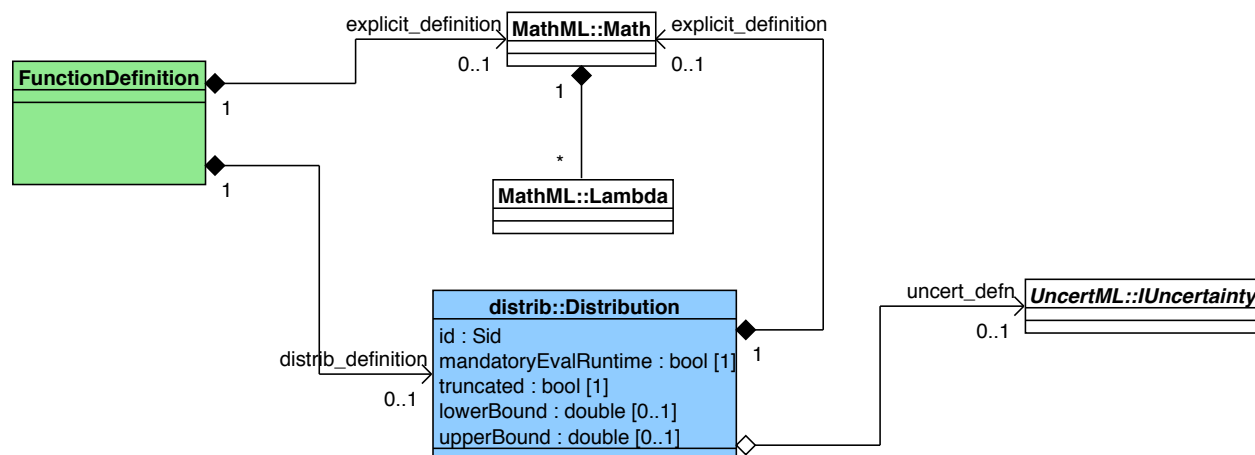 explicit_definition
MathML::Math
explicit_definition
0..1
0..1
FunctionDefinition
1
1
1
*
MathML::Lambda
distrib_definition
0..1
distrib::Distribution
id : Sid
mandatoryEvalRuntime : bool [1]
truncated : bool [1]
lowerBound : double [0..1]
upperBound : double [0..1]
1
uncert_defn
0..1
UncertML::IUncertainty